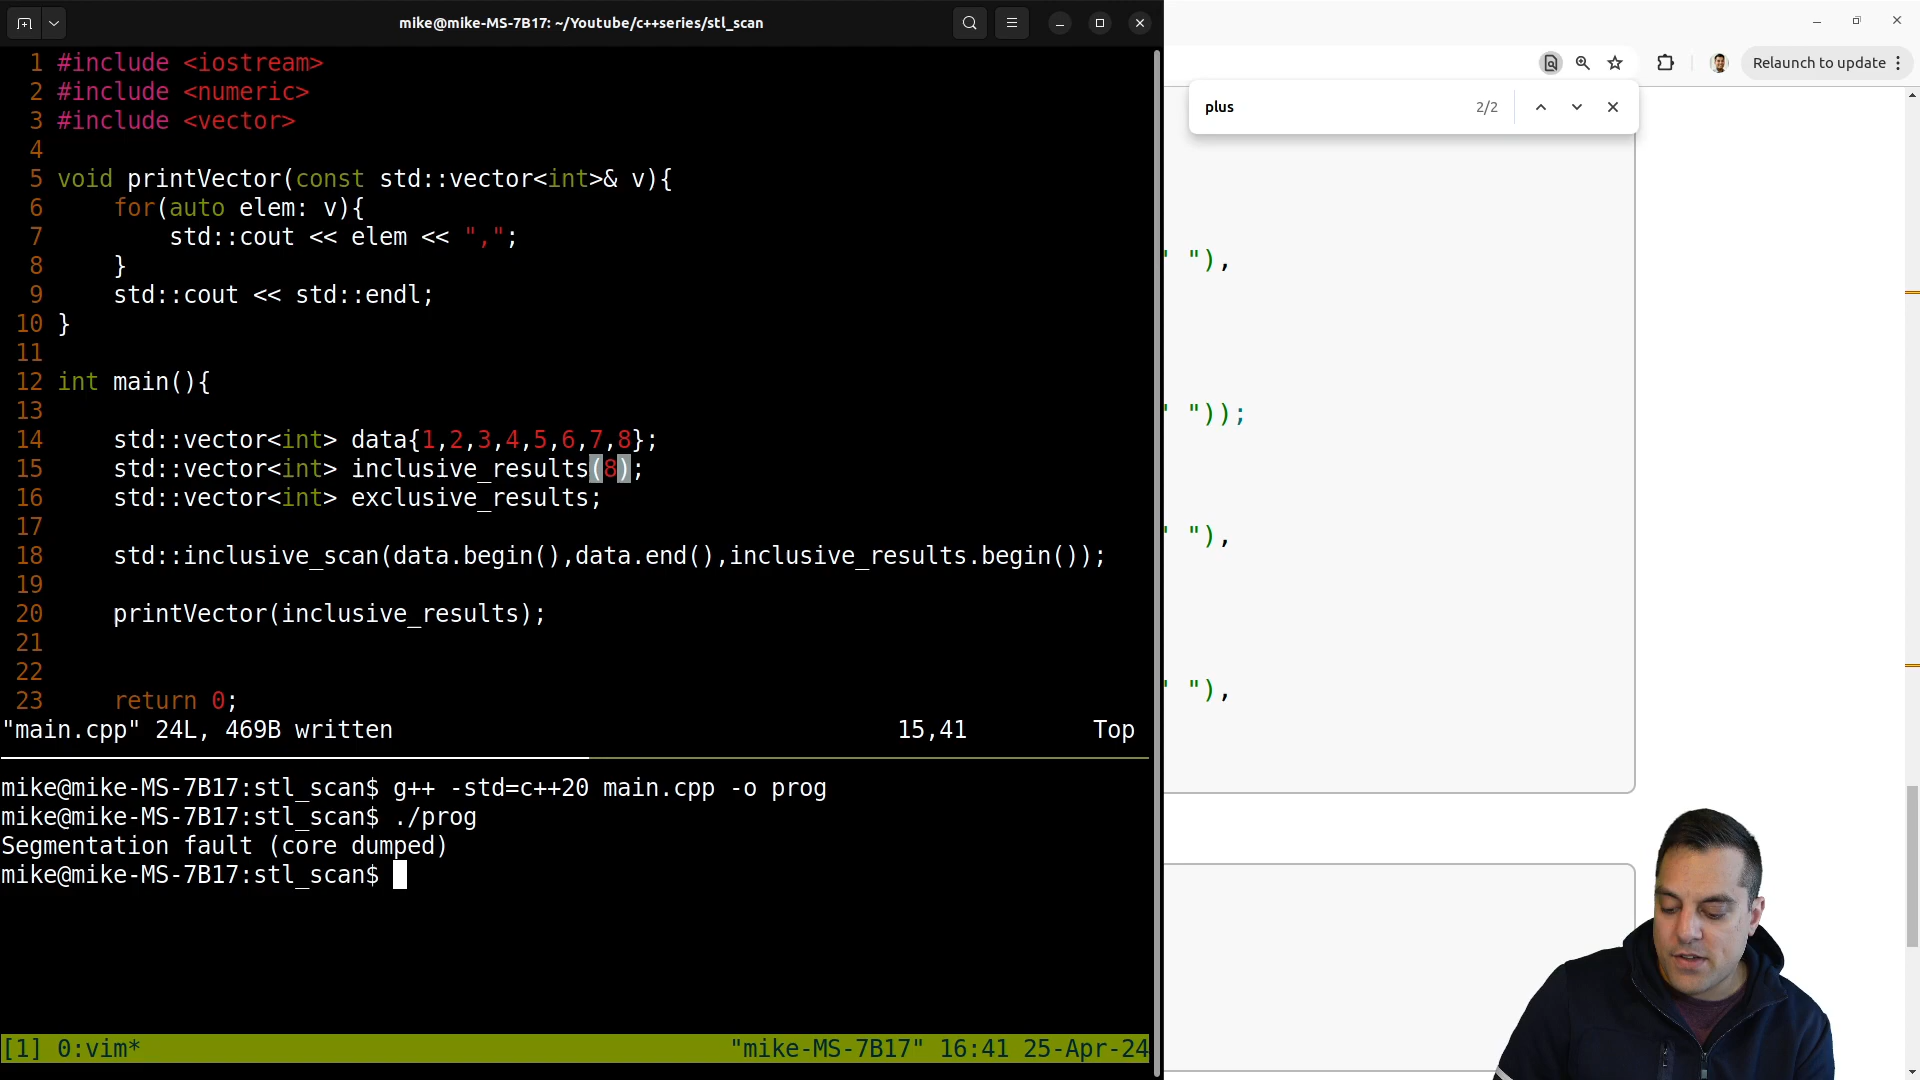 mike@mike-MS-7B17: ~/Youtube/c++series/stl_scan
1 #include <iostream>
2 #include <numeric>
3 #include <vector>
4
5 void printVector(const std::vector<int>& v){
6     for(auto elem: v){
7         std::cout << elem << ",";
8     }
9     std::cout << std::endl;
10 }
11
12 int main(){
13
14     std::vector<int> data{1,2,3,4,5,6,7,8};
15     std::vector<int> inclusive_results(8);
16     std::vector<int> exclusive_results;
17
18     std::inclusive_scan(data.begin(),data.end(),inclusive_results.begin());
19
20     printVector(inclusive_results);
21
22
23     return 0;
"main.cpp" 24L, 469B written 15,41 Top
mike@mike-MS-7B17:stl_scan$ g++ -std=c++20 main.cpp -o prog
mike@mike-MS-7B17:stl_scan$ ./prog
Segmentation fault (core dumped)
mike@mike-MS-7B17:stl_scan$
[1] 0:vim* "mike-MS-7B17" 16:41 25-Apr-24
Relaunch to update
plus 2/2
" "),
" "));
" "),
" "),